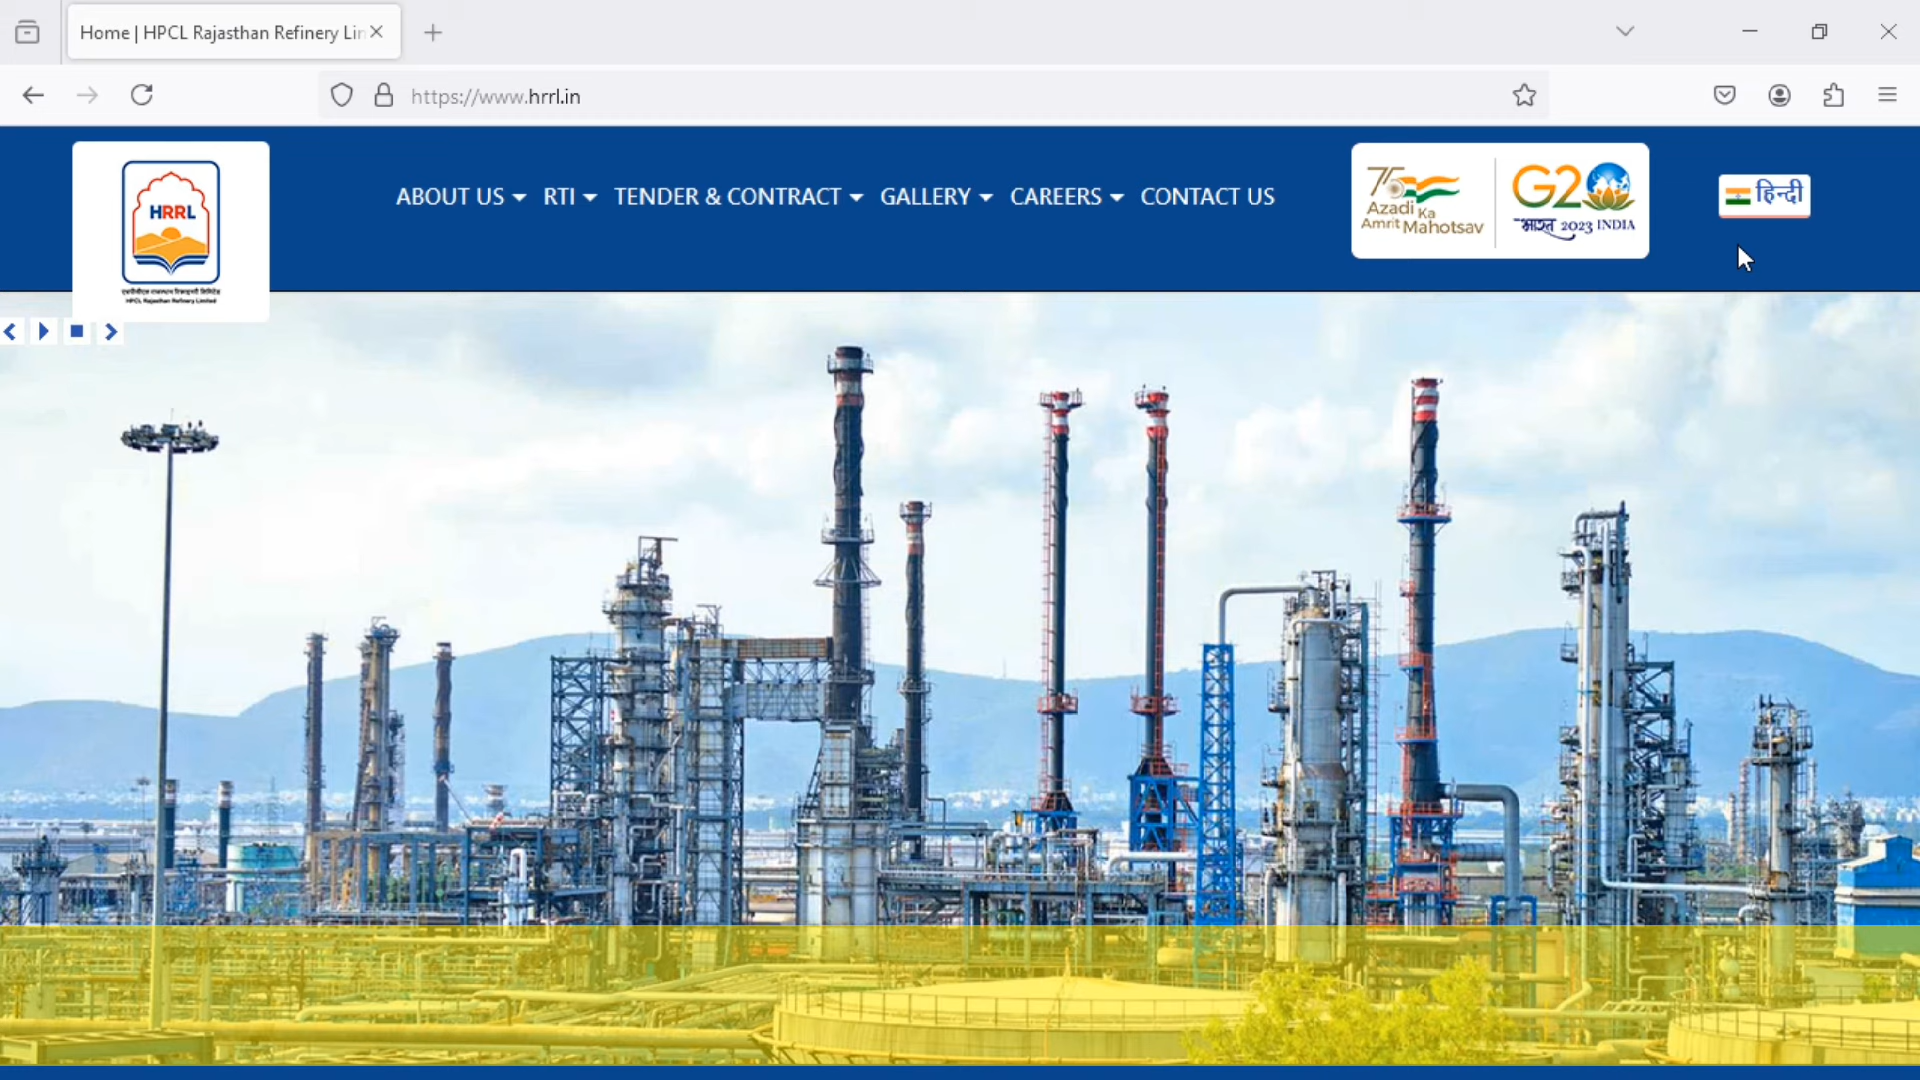 Home | HPCL Rajasthan Refinery Lin
https://www.hrrl.in
HRRL
एचपीसीएल राजस्थान रिफाइनरी लिमिटेड
HPCL Rajasthan Refinery Limited
ABOUT US RTI TENDER & CONTRACT GALLERY CAREERS CONTACT US
75
Azadi Ka
Amrit Mahotsav
G20
भारत 2023 INDIA
हिन्दी